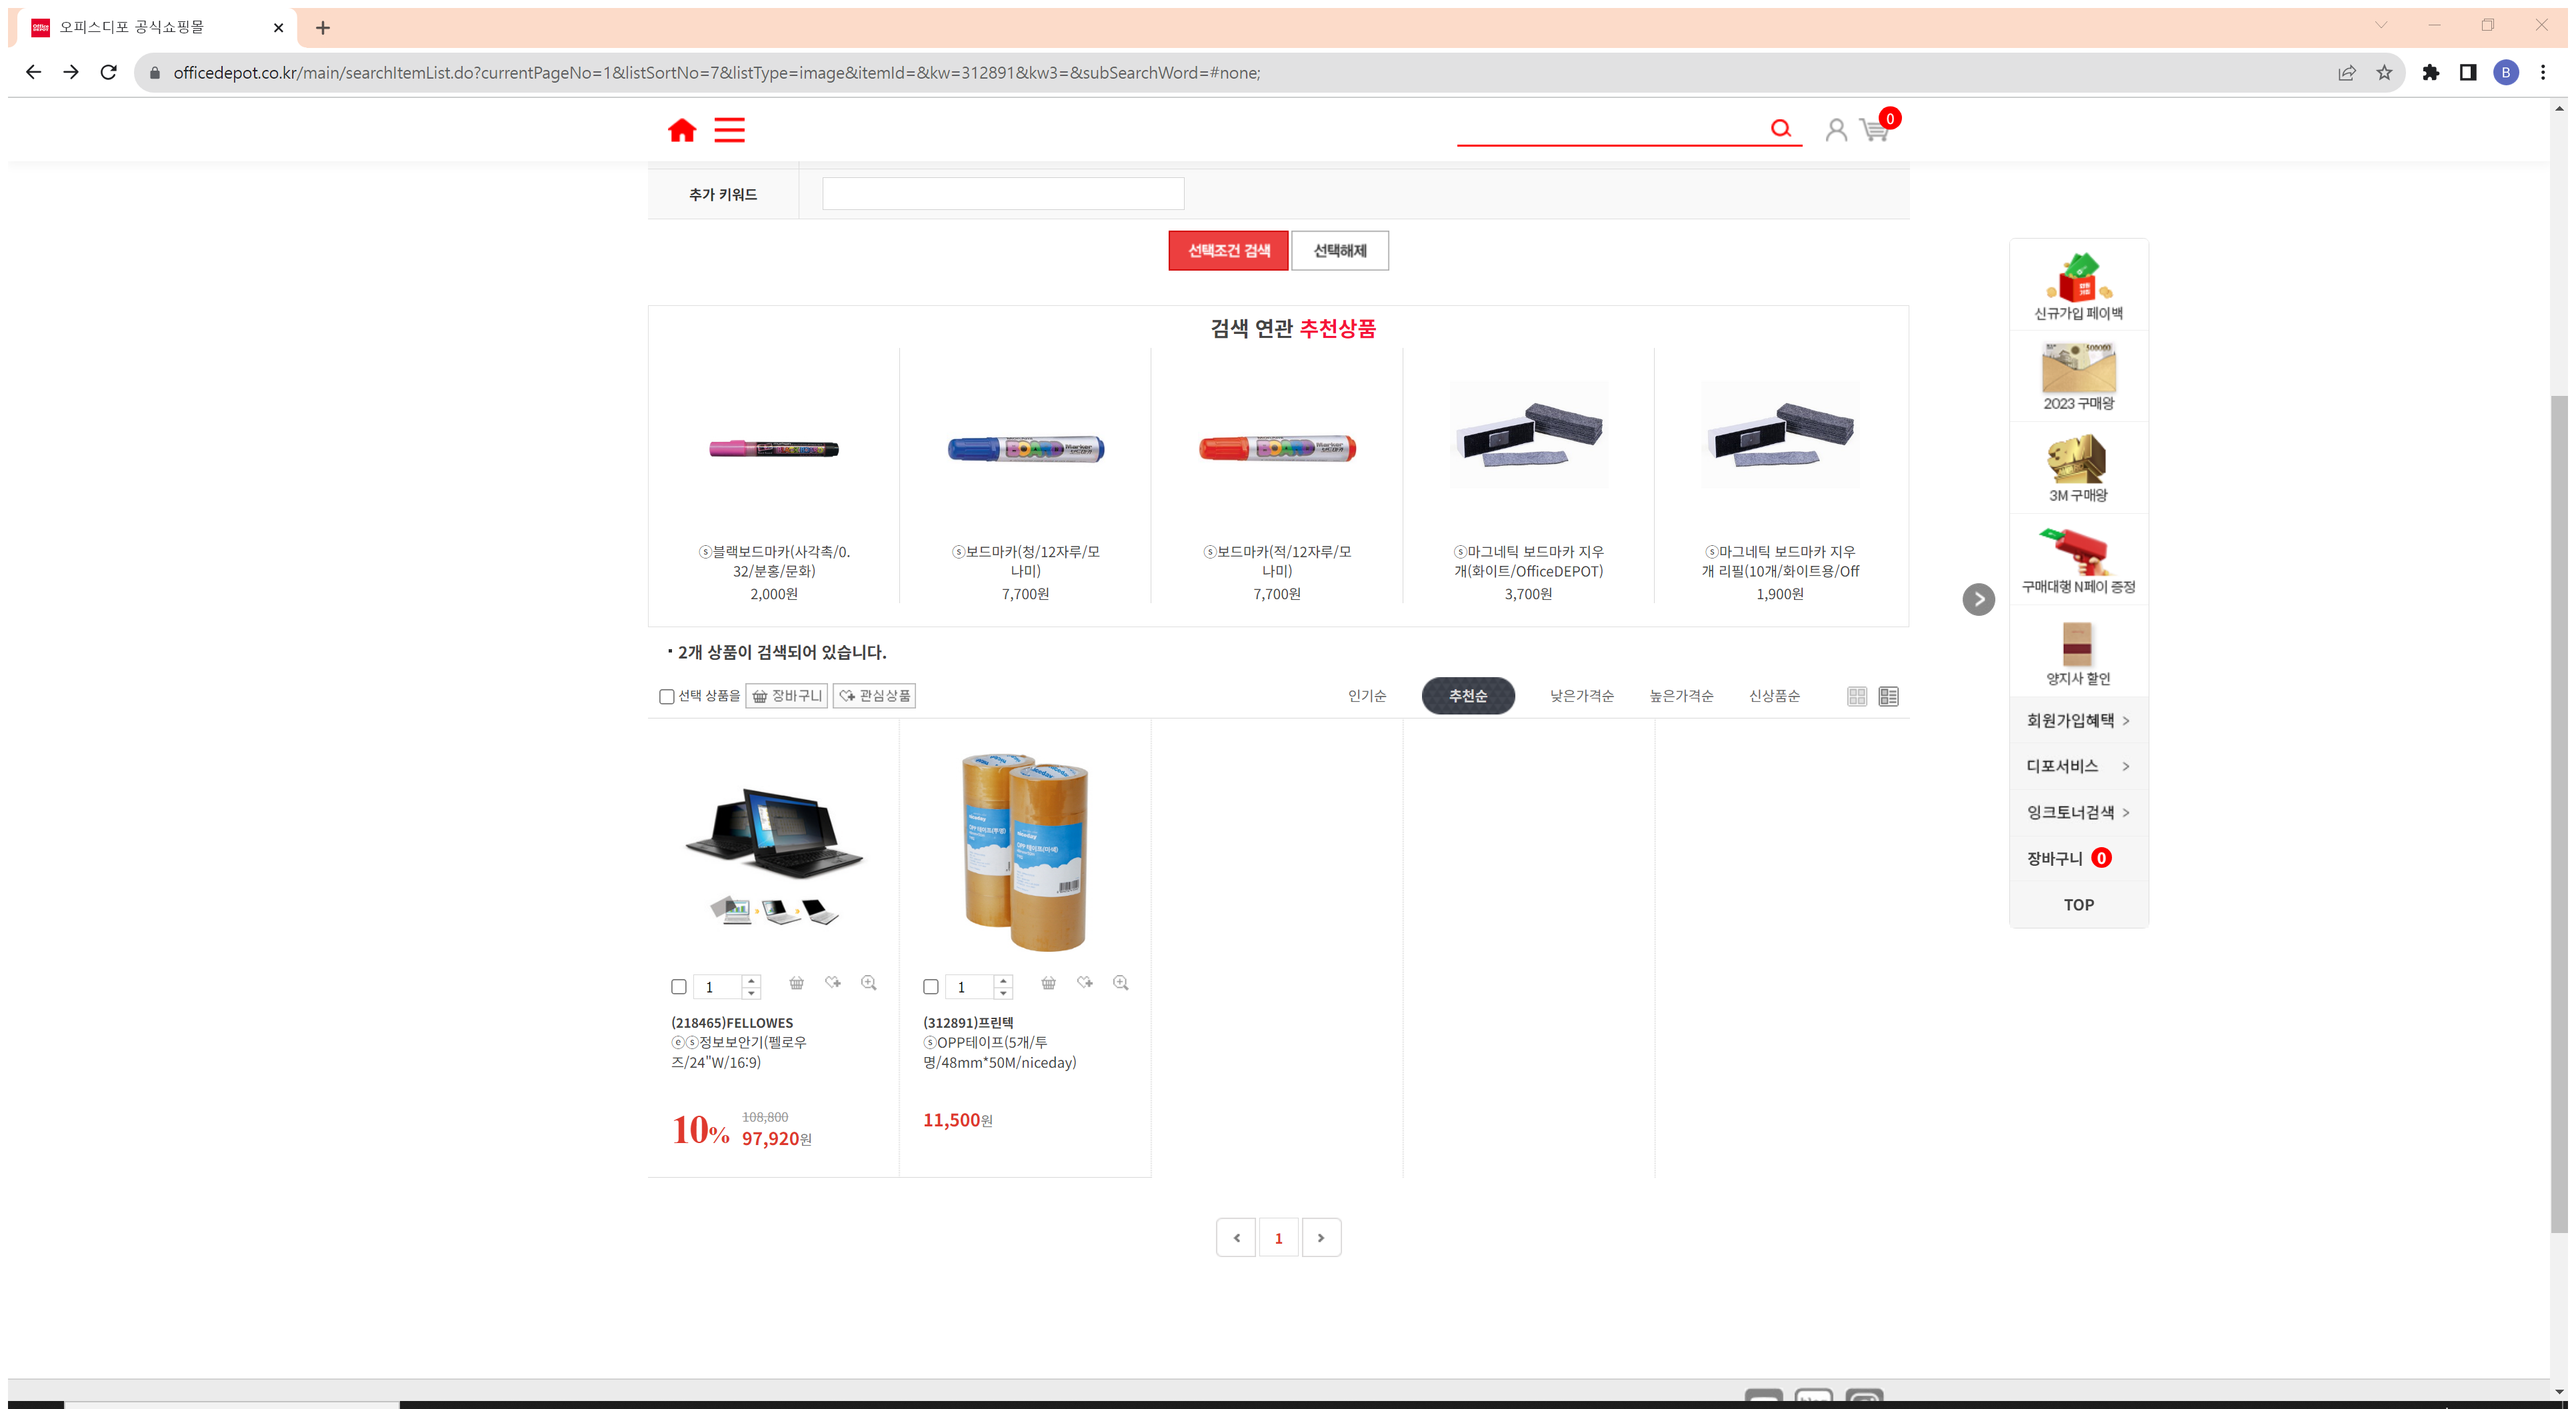 오피스디포 공식쇼핑몰
officedepot.co.kr/main/searchItemList.do?currentPageNo=1&listSortNo=7&listType=image&itemId=&kw=312891&kw3=&subSearchWord=#none;
B
0
추가 키워드
선택조건 검색
선택해제
검색 연관 추천상품
ⓢ블랙보드마카(사각촉/0.
32/분홍/문화)
2,000원
ⓢ보드마카(청/12자루/모
나미)
7,700원
ⓢ보드마카(적/12자루/모
나미)
7,700원
ⓢ마그네틱 보드마카 지우
개(화이트/OfficeDEPOT)
3,700원
ⓢ마그네틱 보드마카 지우
개 리필(10개/화이트용/Off
1,900원
2개 상품이 검색되어 있습니다.
선택 상품을
장바구니
관심상품
인기순
추천순
낮은가격순
높은가격순
신상품순
1
(218465)FELLOWES
ⓔⓢ정보보안기(펠로우
즈/24"W/16:9)
10%
108,800
97,920원
1
(312891)프린텍
ⓢOPP테이프(5개/투
명/48mm*50M/niceday)
11,500원
1
신규가입 페이백
2023 구매왕
3M
3M 구매왕
구매대행 N페이 증정
양지사 할인
회원가입혜택 >
디포서비스 >
잉크토너검색 >
장바구니 0
TOP